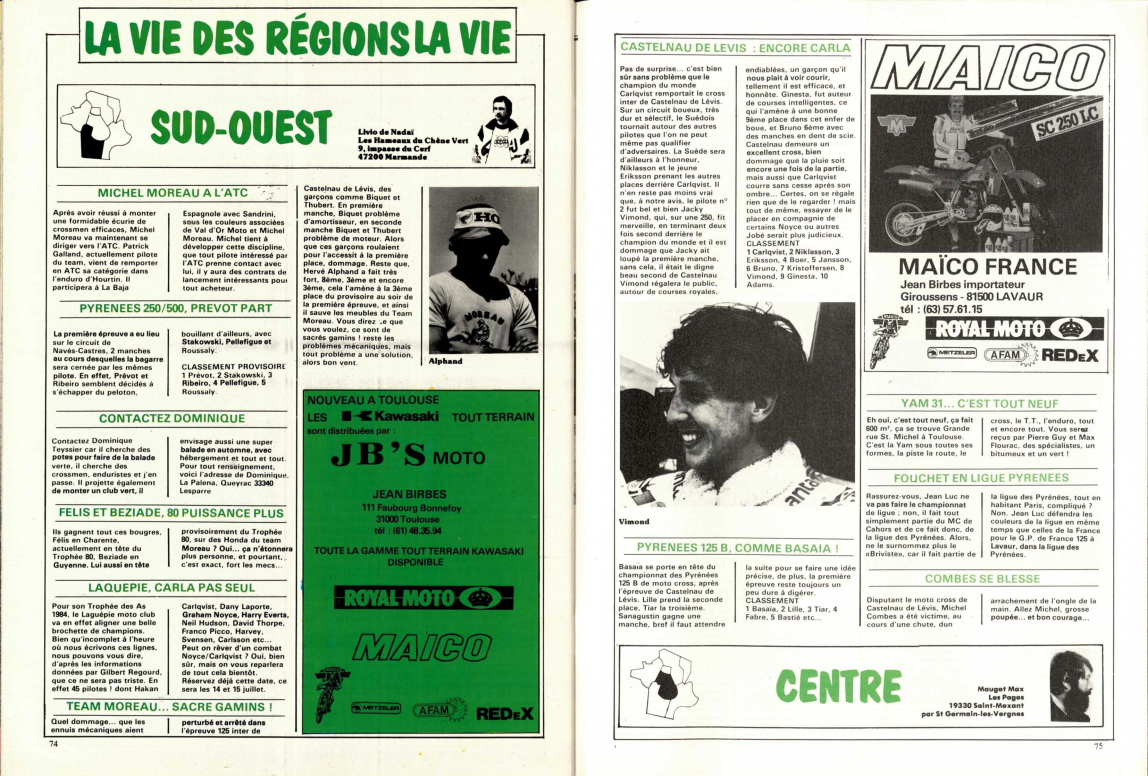 LA VIE DES RÉGIONS LA VIE
SUD-OUEST
Livio de Nadaï
Les Hameaux du Chêne Vert
9, impasse du Cerf
47200 Marmande
MICHEL MOREAU A L'ATC
Après avoir réussi à monter
une formidable écurie de
crossmen efficaces, Michel
Moreau va maintenant se
diriger vers l'ATC. Patrick
Galland, actuellement pilote
du team, vient de remporter
en ATC sa catégorie dans
l'enduro d'Hourtin. Il
participera à La Baja
Espagnole avec Sandrini,
sous les couleurs associées
de Val d'Or Moto et Michel
Moreau. Michel tient à
développer cette discipline,
que tout pilote intéressé par
l'ATC prenne contact avec
lui, il y aura des contrats de
lancement intéressants pour
tout acheteur.
PYRENEES 250/500, PREVOT PART
La première épreuve a eu lieu
sur le circuit de
Navès-Castres, 2 manches
au cours desquelles la bagarre
sera cernée par les mêmes
pilote. En effet, Prévot et
Ribeiro semblent décidés à
s'échapper du peloton,
bouillant d'ailleurs, avec
Stakowski, Pellefigue et
Roussaly.
CLASSEMENT PROVISOIRE
1 Prévot, 2 Stakowski, 3
Ribeiro, 4 Pellefigue, 5
Roussaly.
CONTACTEZ DOMINIQUE
Contactez Dominique
Teyssier car il cherche des
potes pour faire de la balade
verte, il cherche des
crossmen, enduristes et j'en
passe. Il projette également
de monter un club vert, il
envisage aussi une super
balade en automne, avec
hébergement et tout et tout.
Pour tout renseignement,
voici l'adresse de Dominique,
La Palena, Queyrac 33340
Lesparre
FELIS ET BEZIADE, 80 PUISSANCE PLUS
Ils gagnent tout ces bougres,
Félis en Charente,
actuellement en tête du
Trophée 80, Beziade en
Guyenne. Lui aussi en tête
provisoirement du Trophée
80, sur des Honda du team
Moreau ? Oui... ça n'étonnera
plus personne, et pourtant,
c'est exact, fort les mecs...
LAQUEPIE, CARLA PAS SEUL
Pour son Trophée des As
1984, le Laquépie moto club
va en effet aligner une belle
brochette de champions.
Bien qu'incomplet à l'heure
où nous écrivons ces lignes,
nous pouvons vous dire,
d'après les informations
données par Gilbert Regourd,
que ce ne sera pas triste. En
effet 45 pilotes ! dont Hakan
Carlqvist, Dany Laporte,
Graham Noyce, Harry Everts,
Neil Hudson, David Thorpe,
Franco Picco, Harvey,
Svensen, Carlsson etc...
Peut on rêver d'un combat
Noyce/Carlqvist ? Oui, bien
sûr, mais on vous reparlera
de tout cela bientôt.
Réservez déjà cette date, ce
sera les 14 et 15 juillet.
TEAM MOREAU... SACRE GAMINS !
Quel dommage... que les
ennuis mécaniques aient
perturbé et arrêté dans
l'épreuve 125 inter de
Castelnau de Lévis, des
garçons comme Biquet et
Thubert. En première
manche, Biquet problème
d'amortisseur, en seconde
manche Biquet et Thubert
problème de moteur. Alors
que ces garçons roulaient
pour l'accessit à la première
place, dommage. Reste que,
Hervé Alphand a fait très
fort, 8ème, 3ème et encore
3ème, cela l'amène à la 3ème
place du provisoire au soir de
la première épreuve, et ainsi
il sauve les meubles du Team
Moreau. Vous direz ce que
vous voulez, ce sont de
sacrés gamins ! reste les
problèmes mécaniques, mais
tout problème a une solution,
alors bon vent.
MOREAU
Alphand
NOUVEAU A TOULOUSE
LES Kawasaki TOUT TERRAIN
sont distribuées par :
JB'S MOTO
JEAN BIRBES
111 Faubourg Bonnefoy
31000 Toulouse
tél : (61) 48.35.94
TOUTE LA GAMME TOUT TERRAIN KAWASAKI
DISPONIBLE
ROYAL MOTO
MAICO
METZELER AFAM REDEX
74
CASTELNAU DE LEVIS : ENCORE CARLA
Pas de surprise... c'est bien
sûr sans problème que le
champion du monde
Carlqvist remportait le cross
inter de Castelnau de Lévis.
Sur un circuit boueux, très
dur et sélectif, le Suédois
tournait autour des autres
pilotes que l'on ne peut
même pas qualifier
d'adversaires. La Suède sera
d'ailleurs à l'honneur,
Niklasson et le jeune
Eriksson prenant les autres
places derrière Carlqvist. Il
n'en reste pas moins vrai
que, à notre avis, le pilote n°
2 fut bel et bien Jacky
Vimond, qui, sur une 250, fit
merveille, en terminant deux
fois second derrière le
champion du monde et il est
dommage que Jacky ait
loupé la première manche,
sans cela, il était le digne
beau second de Castelnau
Vimond régalera le public,
autour de courses royales,
endiablées, un garçon qu'il
nous plait à voir courir,
tellement il est efficace, et
honnête. Ginesta, fut auteur
de courses intelligentes, ce
qui l'amène à une bonne
9ème place dans cet enfer de
boue, et Bruno 6ème avec
des manches en dent de scie.
Castelnau demeure un
excellent cross, bien
dommage que la pluie soit
encore une fois de la partie,
mais aussi que Carlqvist
courre sans cesse après son
ombre... Certes, on se régale
rien que de le regarder ! mais
tout de même, essayer de le
placer en compagnie de
certains Noyce ou autres
Jobé serait plus judicieux.
CLASSEMENT
1 Carlqvist, 2 Niklasson, 3
Eriksson, 4 Boer, 5 Jansson,
6 Bruno, 7 Kristoffersen, 8
Vimond, 9 Ginesta, 10
Adams.
Vimond
PYRENEES 125 B, COMME BASAIA !
Basaia se porte en tête du
championnat des Pyrénées
125 B de moto cross, après
l'épreuve de Castelnau de
Lévis. Lille prend la seconde
place, Tiar la troisième.
Sanagustin gagne une
manche, bref il faut attendre
la suite pour se faire une idée
précise, de plus, la première
épreuve reste toujours un
peu dure à digérer.
CLASSEMENT
1 Basaia, 2 Lille, 3 Tiar, 4
Fabre, 5 Bastié etc...
MAICO
SC 250 LC
MAÏCO FRANCE
Jean Birbes importateur
Giroussens - 81500 LAVAUR
tél : (63) 57.61.15
ROYAL MOTO
METZELER AFAM REDEX
YAM 31... C'EST TOUT NEUF
Eh oui, c'est tout neuf, ça fait
600 m², ça se trouve Grande
rue St. Michel à Toulouse.
C'est la Yam sous toutes ses
formes, la piste la route, le
cross, le T.T., l'enduro, tout
et encore tout. Vous serez
reçus par Pierre Guy et Max
Flourac, des spécialistes, un
bitumeux et un vert !
FOUCHET EN LIGUE PYRENEES
Rassurez-vous, Jean Luc ne
va pas faire le championnat
de ligue ; non, il fait tout
simplement partie du MC de
Cahors et de ce fait donc, de
la ligue des Pyrénées. Alors,
ne le surnommez plus le
«Briviste», car il fait partie de
la ligue des Pyrénées, tout en
habitant Paris, compliqué ?
Non. Jean Luc défendra les
couleurs de la ligue en même
temps que celles de la France
pour le G.P. de France 125 à
Lavaur, dans la ligue des
Pyrénées.
COMBES SE BLESSE
Disputant le moto cross de
Castelnau de Lévis, Michel
Combes a été victime, au
cours d'une chute, dun
arrachement de l'ongle de la
main. Allez Michel, grosse
poupée... et bon courage...
CENTRE
Mauget Max
Les Pages
19330 Saint-Mexant
par St Germain-les-Vergnes
75